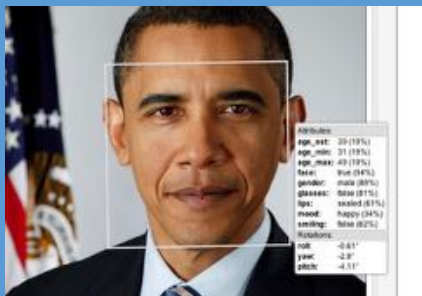 Attributes:
age_est: 39 (19%)
age_min: 31 (19%)
age_max: 49 (19%)
face: true (94%)
gender: male (88%)
glasses: false (81%)
lips: sealed (61%)
mood: happy (34%)
smiling: false (62%)
Rotations:
roll: -0.61°
yaw: -2.9°
pitch: -4.11°